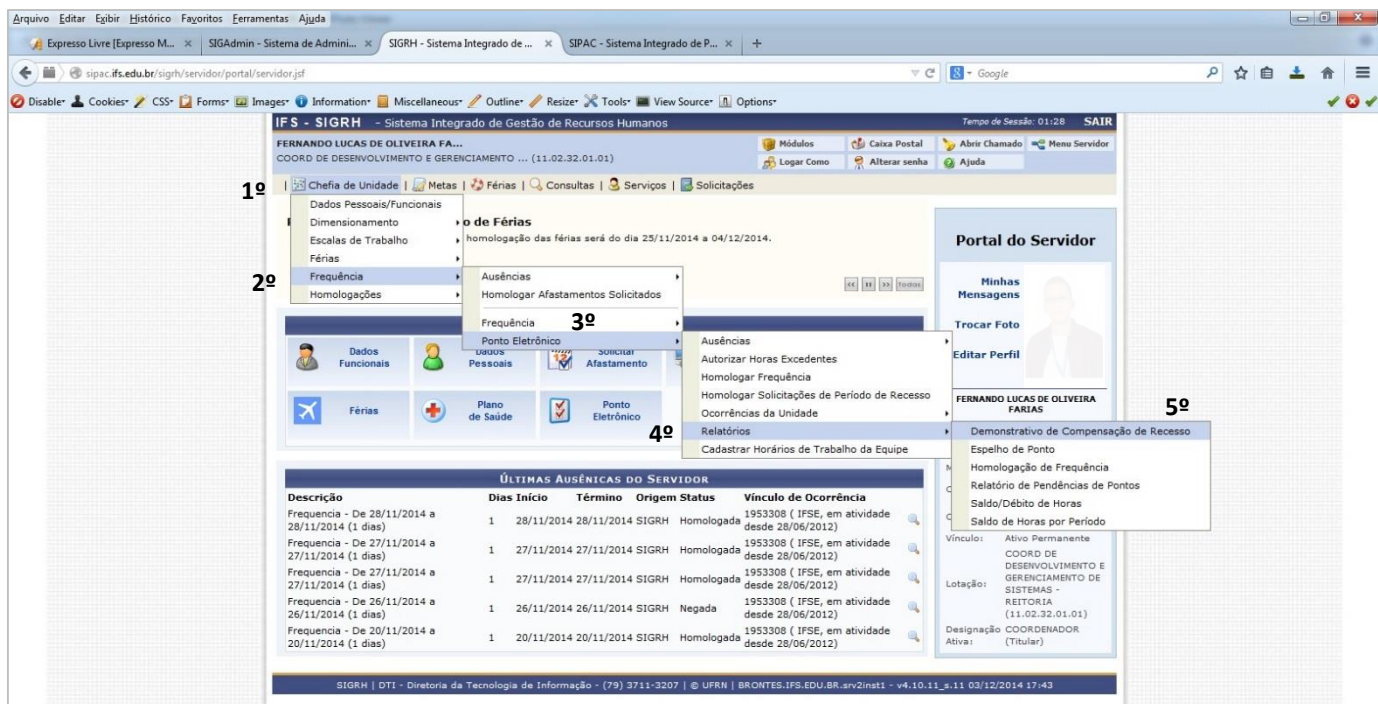 Arquivo Editar Exibir Histórico Favoritos Ferramentas Ajuda
Expresso Livre [Expresso M... × SIGAdmin - Sistema de Admini... × SIGRH - Sistema Integrado de ... × SIPAC - Sistema Integrado de P... × +
sipac.ifs.edu.br/sigrh/servidor/portal/servidor.jsf
Google
Disable Cookies CSS Forms Images Information Miscellaneous Outline Resize Tools View Source Options
IFS - SIGRH - Sistema Integrado de Gestão de Recursos Humanos
Tempo de Sessão: 01:28 SAIR
FERNANDO LUCAS DE OLIVEIRA FA...
COORD DE DESENVOLVIMENTO E GERENCIAMENTO ... (11.02.32.01.01)
Módulos Caixa Postal Abrir Chamado Menu Servidor
Logar Como Alterar senha Ajuda
1º
| Chefia de Unidade | Metas | Férias | Consultas | Serviços | Solicitações
Dados Pessoais/Funcionais
Dimensionamento
Escalas de Trabalho
Férias
2º
Frequência
Homologações
o de Férias
homologação das férias será do dia 25/11/2014 a 04/12/2014.
<< II >> Todos
Ausências
Homologar Afastamentos Solicitados
Frequência
3º
Ponto Eletrônico
Ausências
Autorizar Horas Excedentes
Homologar Frequência
Homologar Solicitações de Período de Recesso
Ocorrências da Unidade
4º
Relatórios
Cadastrar Horários de Trabalho da Equipe
5º
Demonstrativo de Compensação de Recesso
Espelho de Ponto
Homologação de Frequência
Relatório de Pendências de Pontos
Saldo/Débito de Horas
Saldo de Horas por Período
Dados Funcionais
Dados Pessoais
Solicitar Afastamento
Férias
Plano de Saúde
Ponto Eletrônico
Portal do Servidor
Minhas Mensagens
Trocar Foto
Editar Perfil
FERNANDO LUCAS DE OLIVEIRA FARIAS
Vínculo: Ativo Permanente
Lotação: COORD DE DESENVOLVIMENTO E GERENCIAMENTO DE SISTEMAS - REITORIA (11.02.32.01.01)
Designação Ativa: COORDENADOR (Titular)
ÚLTIMAS AUSÊNICAS DO SERVIDOR
Descrição Dias Início Término Origem Status Vínculo de Ocorrência
Frequencia - De 28/11/2014 a 28/11/2014 (1 dias) 1 28/11/2014 28/11/2014 SIGRH Homologada 1953308 ( IFSE, em atividade desde 28/06/2012)
Frequencia - De 27/11/2014 a 27/11/2014 (1 dias) 1 27/11/2014 27/11/2014 SIGRH Homologada 1953308 ( IFSE, em atividade desde 28/06/2012)
Frequencia - De 27/11/2014 a 27/11/2014 (1 dias) 1 27/11/2014 27/11/2014 SIGRH Homologada 1953308 ( IFSE, em atividade desde 28/06/2012)
Frequencia - De 26/11/2014 a 26/11/2014 (1 dias) 1 26/11/2014 26/11/2014 SIGRH Negada 1953308 ( IFSE, em atividade desde 28/06/2012)
Frequencia - De 20/11/2014 a 20/11/2014 (1 dias) 1 20/11/2014 20/11/2014 SIGRH Homologada 1953308 ( IFSE, em atividade desde 28/06/2012)
SIGRH | DTI - Diretoria da Tecnologia de Informação - (79) 3711-3207 | © UFRN | BRONTES.IFS.EDU.BR.srv2inst1 - v4.10.11_s.11 03/12/2014 17:43